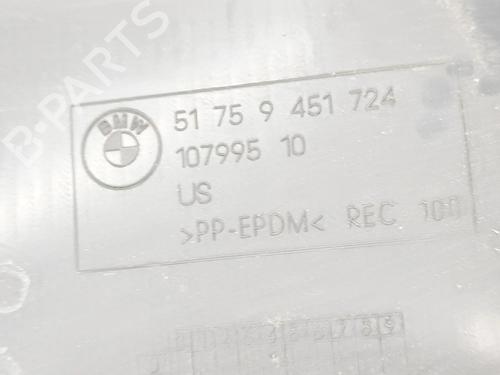 B-PARTS
BMW
51 75 9 451 724
107995 10
US
>PP-EPDM< REC 100